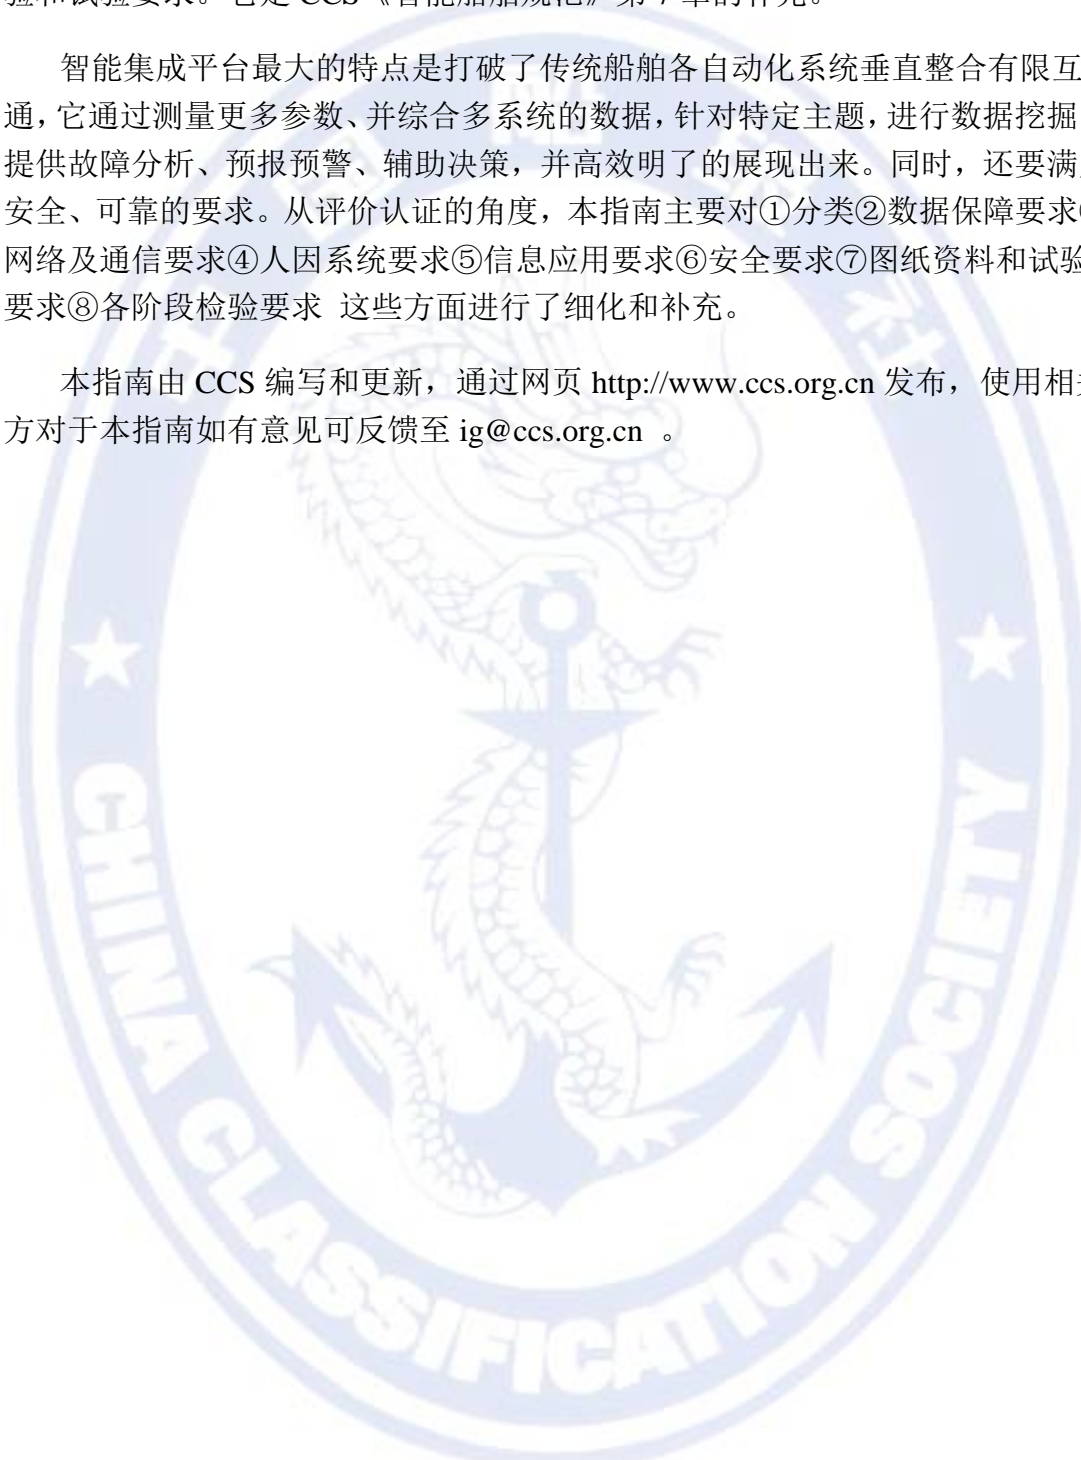 验和试验要求。它是 CCS《智能船舶规范》第 7 章的补充。
智能集成平台最大的特点是打破了传统船舶各自动化系统垂直整合有限互
通，它通过测量更多参数、并综合多系统的数据，针对特定主题，进行数据挖掘
提供故障分析、预报预警、辅助决策，并高效明了的展现出来。同时，还要满
安全、可靠的要求。从评价认证的角度，本指南主要对①分类②数据保障要求
网络及通信要求④人因系统要求⑤信息应用要求⑥安全要求⑦图纸资料和试验
要求⑧各阶段检验要求 这些方面进行了细化和补充。
本指南由 CCS 编写和更新，通过网页 http://www.ccs.org.cn 发布，使用相
方对于本指南如有意见可反馈至 ig@ccs.org.cn 。
中国船级社
CHINA CLASSIFICATION SOCIETY